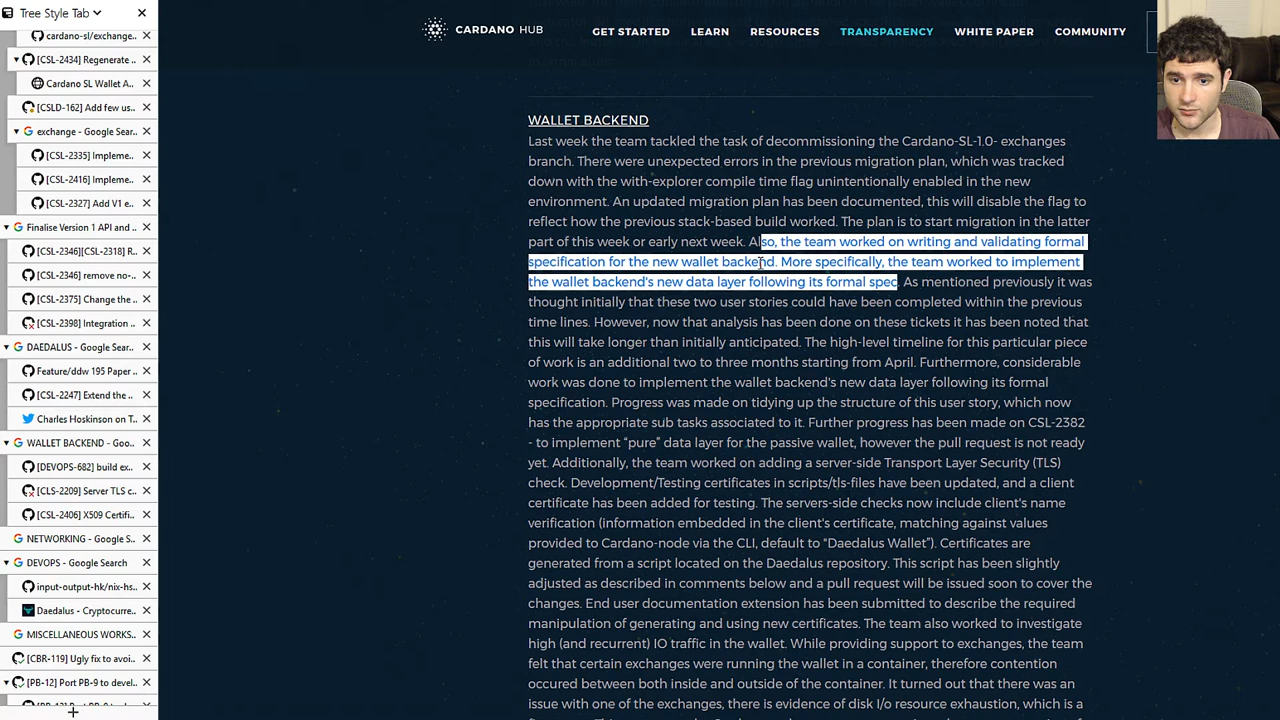 Tree Style Tab
cardano-sl/exchange..
[CSL-2434] Regenerate ..
Cardano SL Wallet A..
[CSLD-162] Add few us..
exchange - Google Sear..
[CSL-2335] Impleme..
[CSL-2416] Impleme..
[CSL-2327] Add V1 e..
Finalise Version 1 API and ..
[CSL-2346][CSL-2318] R..
[CSL-2346] remove no-..
[CSL-2375] Change the ..
[CSL-2398] Integration ..
DAEDALUS - Google Sear..
Feature/ddw 195 Paper ..
[CSL-2247] Extend the ..
Charles Hoskinson on T..
WALLET BACKEND - Goo..
[DEVOPS-682] build ex..
[CLS-2209] Server TLS c..
[CSL-2406] X509 Certifi..
NETWORKING - Google S..
DEVOPS - Google Search
input-output-hk/nix-hs..
Daedalus - Cryptocurre..
MISCELLANEOUS WORKS..
[CBR-119] Ugly fix to avoi..
[PB-12] Port PB-9 to devel..
CARDANO HUB
GET STARTED LEARN RESOURCES TRANSPARENCY WHITE PAPER COMMUNITY
WALLET BACKEND
Last week the team tackled the task of decommissioning the Cardano-SL-1.0- exchanges
branch. There were unexpected errors in the previous migration plan, which was tracked
down with the with-explorer compile time flag unintentionally enabled in the new
environment. An updated migration plan has been documented, this will disable the flag to
reflect how the previous stack-based build worked. The plan is to start migration in the latter
part of this week or early next week. Also, the team worked on writing and validating formal
specification for the new wallet backend. More specifically, the team worked to implement
the wallet backend's new data layer following its formal spec. As mentioned previously it was
thought initially that these two user stories could have been completed within the previous
time lines. However, now that analysis has been done on these tickets it has been noted that
this will take longer than initially anticipated. The high-level timeline for this particular piece
of work is an additional two to three months starting from April. Furthermore, considerable
work was done to implement the wallet backend's new data layer following its formal
specification. Progress was made on tidying up the structure of this user story, which now
has the appropriate sub tasks associated to it. Further progress has been made on CSL-2382
- to implement “pure” data layer for the passive wallet, however the pull request is not ready
yet. Additionally, the team worked on adding a server-side Transport Layer Security (TLS)
check. Development/Testing certificates in scripts/tls-files have been updated, and a client
certificate has been added for testing. The servers-side checks now include client's name
verification (information embedded in the client's certificate, matching against values
provided to Cardano-node via the CLI, default to “Daedalus Wallet”). Certificates are
generated from a script located on the Daedalus repository. This script has been slightly
adjusted as described in comments below and a pull request will be issued soon to cover the
changes. End user documentation extension has been submitted to describe the required
manipulation of generating and using new certificates. The team also worked to investigate
high (and recurrent) IO traffic in the wallet. While providing support to exchanges, the team
felt that certain exchanges were running the wallet in a container, therefore contention
occured between both inside and outside of the container. It turned out that there was an
issue with one of the exchanges, there is evidence of disk I/o resource exhaustion, which is a